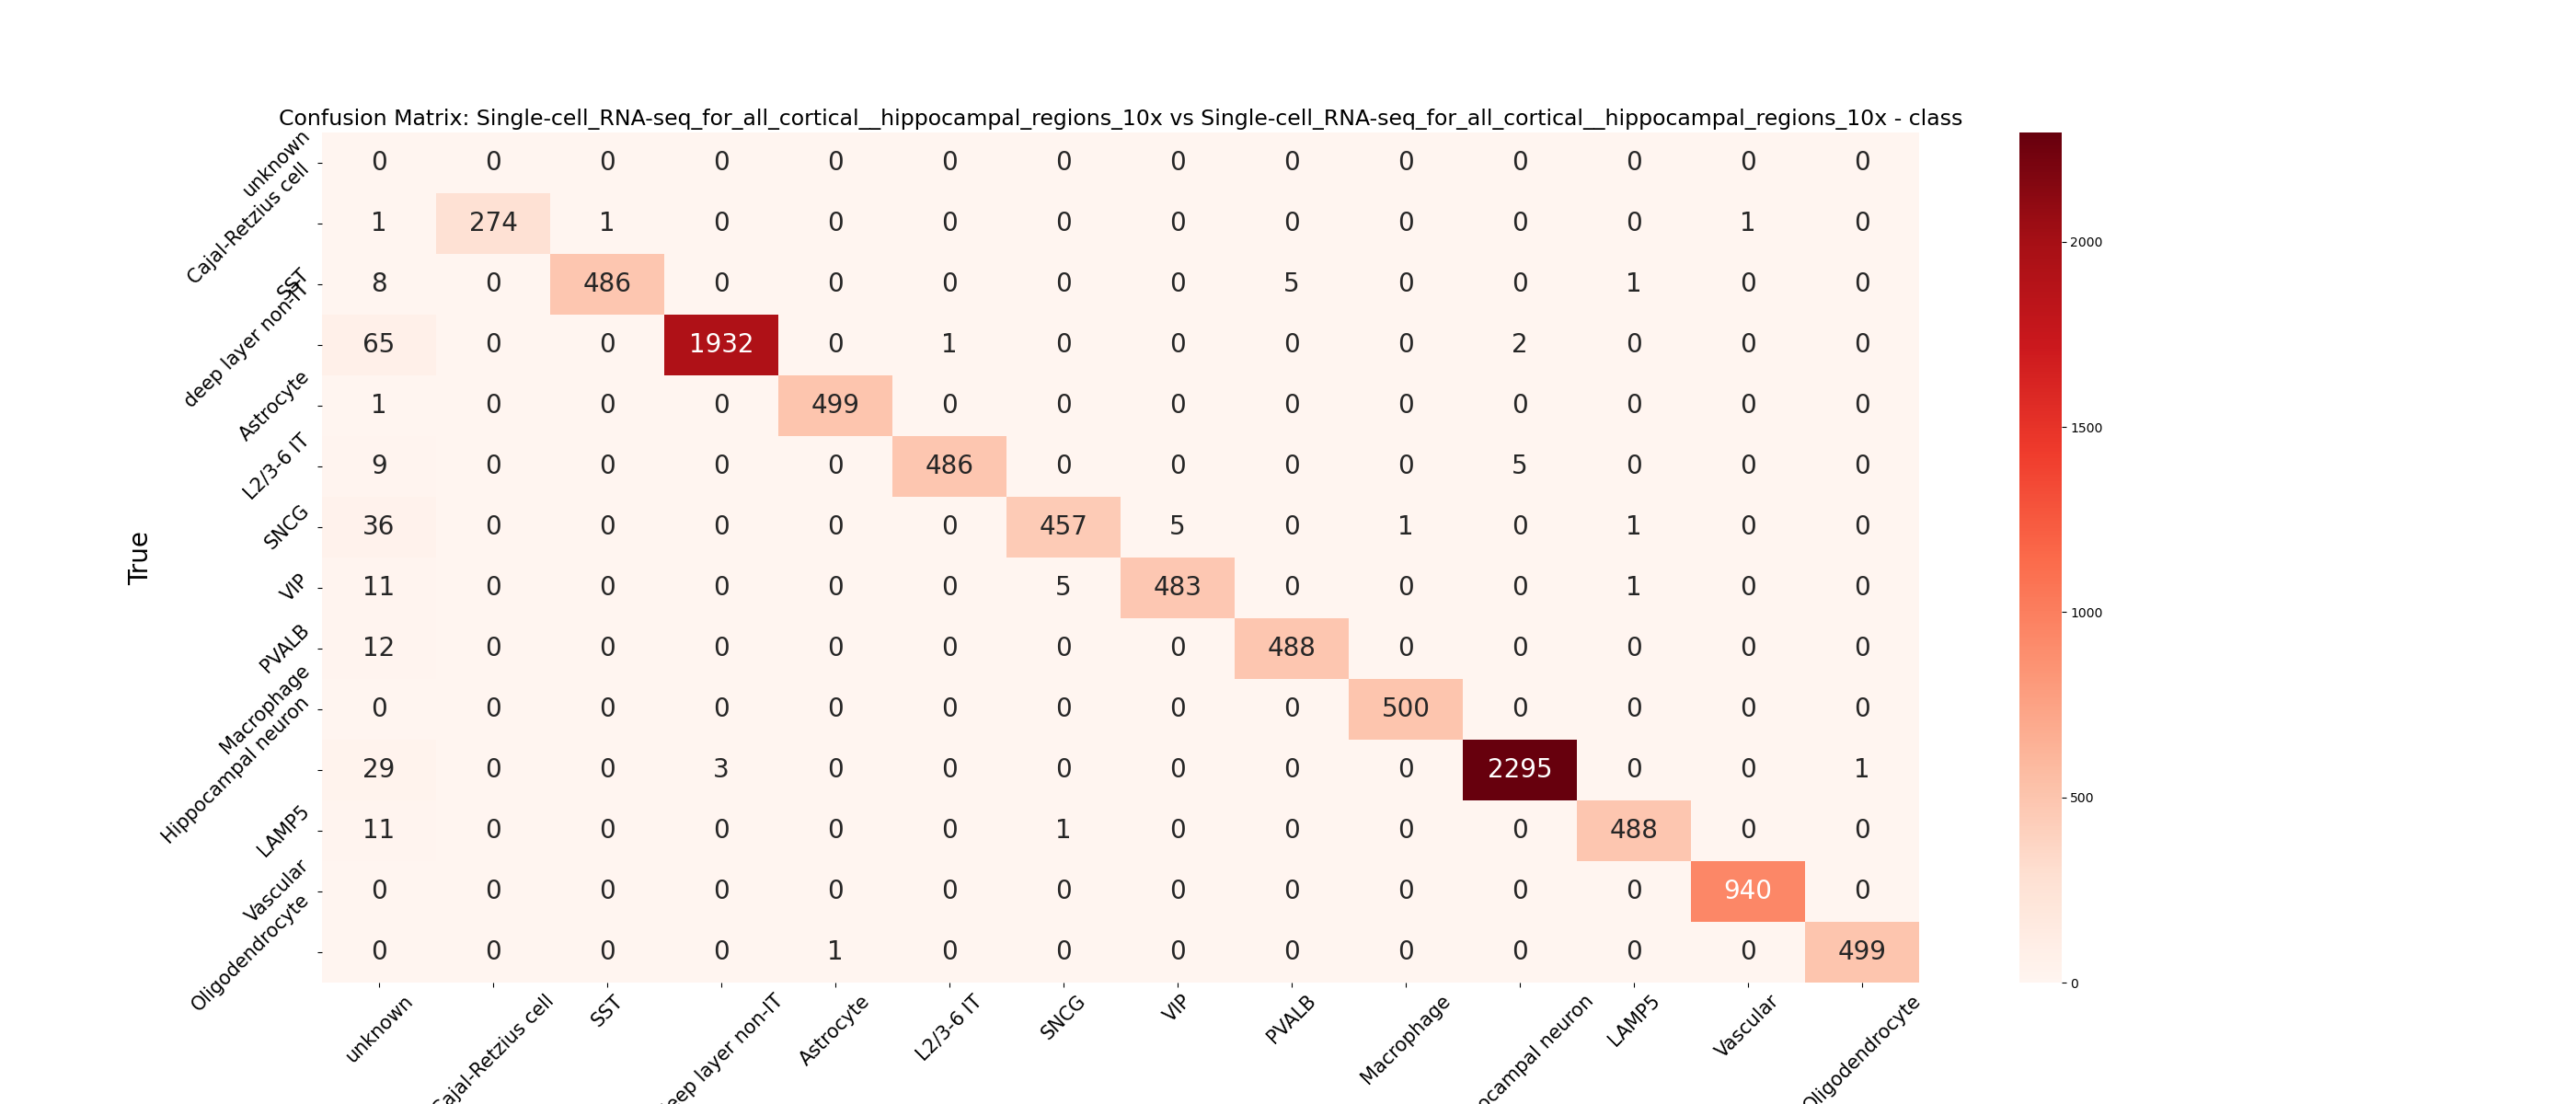 Confusion Matrix: Single-cell_RNA-seq_for_all_cortical__hippocampal_regions_10x vs Single-cell_RNA-seq_for_all_cortical__hippocampal_regions_10x - class
True
unknown 0 0 0 0 0 0 0 0 0 0 0 0 0 0
Cajal-Retzius cell 1 274 1 0 0 0 0 0 0 0 0 0 1 0
SST 8 0 486 0 0 0 0 0 5 0 0 1 0 0
deep layer non-IT 65 0 0 1932 0 1 0 0 0 0 2 0 0 0
Astrocyte 1 0 0 0 499 0 0 0 0 0 0 0 0 0
L2/3-6 IT 9 0 0 0 0 486 0 0 0 0 5 0 0 0
SNCG 36 0 0 0 0 0 457 5 0 1 0 1 0 0
VIP 11 0 0 0 0 0 5 483 0 0 0 1 0 0
PVALB 12 0 0 0 0 0 0 0 488 0 0 0 0 0
Macrophage 0 0 0 0 0 0 0 0 0 500 0 0 0 0
Hippocampal neuron 29 0 0 3 0 0 0 0 0 0 2295 0 0 1
LAMP5 11 0 0 0 0 0 1 0 0 0 0 488 0 0
Vascular 0 0 0 0 0 0 0 0 0 0 0 0 940 0
Oligodendrocyte 0 0 0 0 1 0 0 0 0 0 0 0 0 499
unknown
Cajal-Retzius cell
SST
eep layer non-IT
Astrocyte
L2/3-6 IT
SNCG
VIP
PVALB
Macrophage
ocampal neuron
LAMP5
Vascular
Oligodendrocyte
2000
1500
1000
500
0